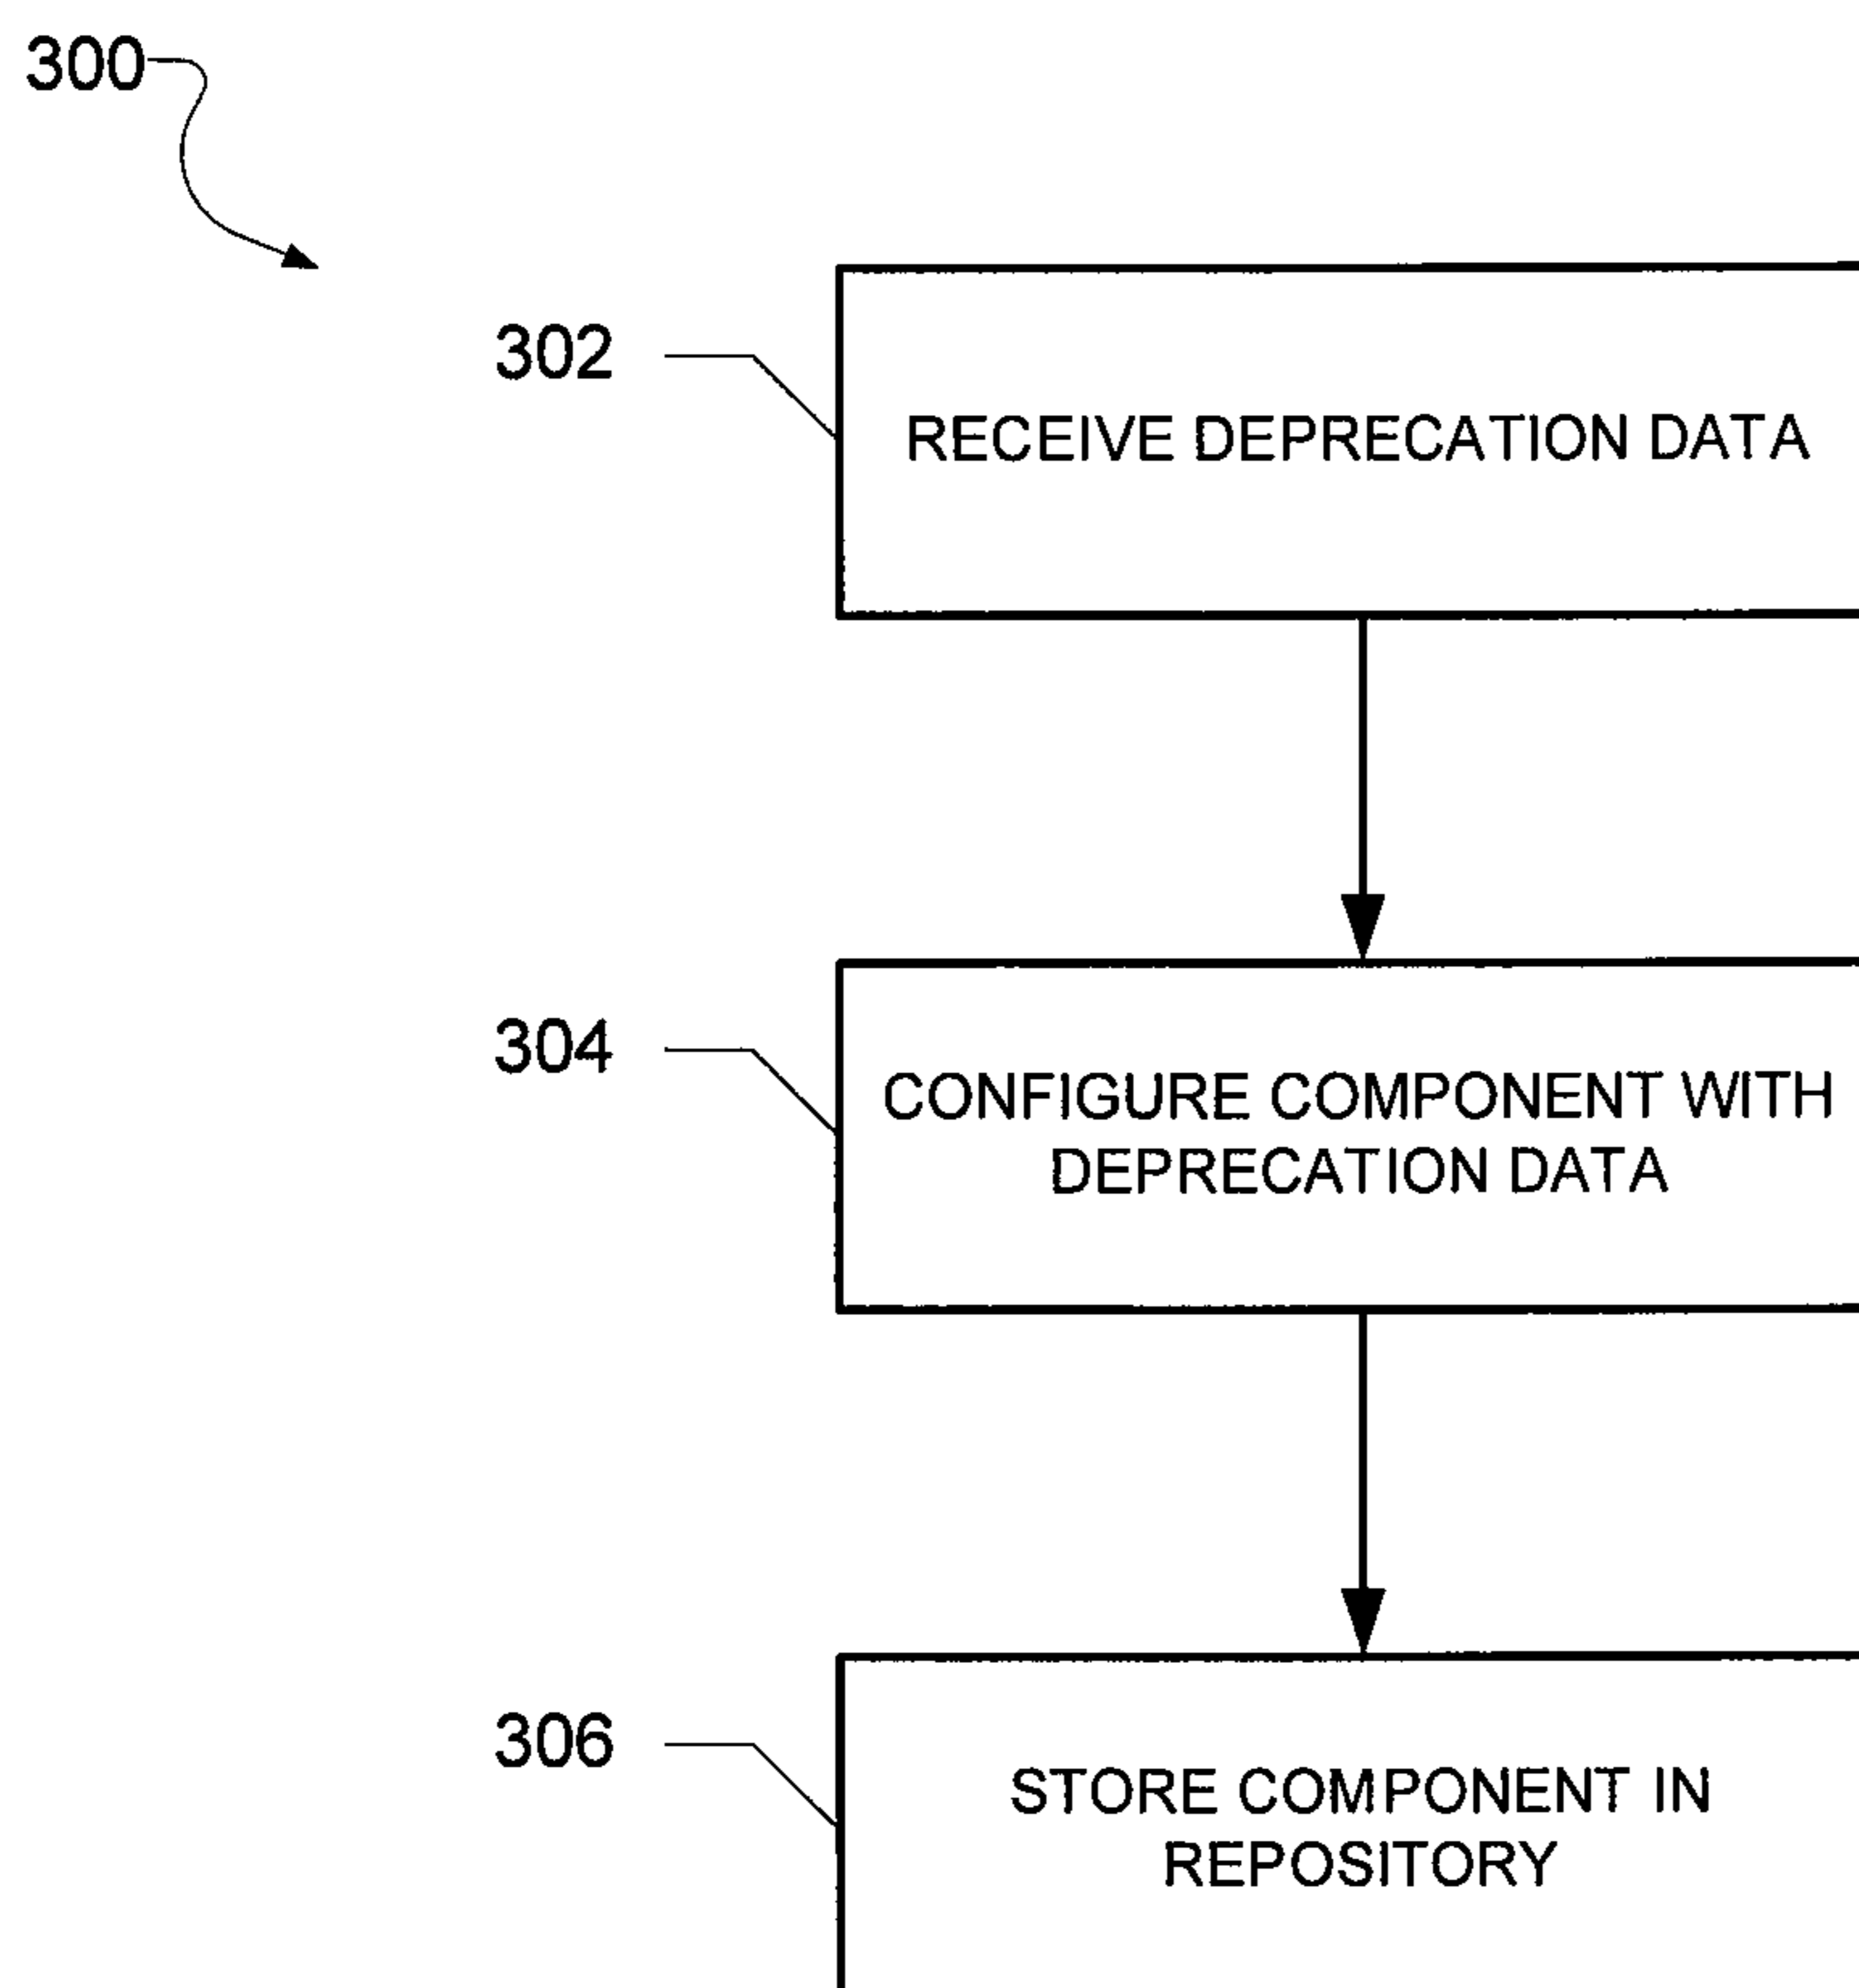 300
302
RECEIVE DEPRECATION DATA
304
CONFIGURE COMPONENT WITH
DEPRECATION DATA
306
STORE COMPONENT IN
REPOSITORY